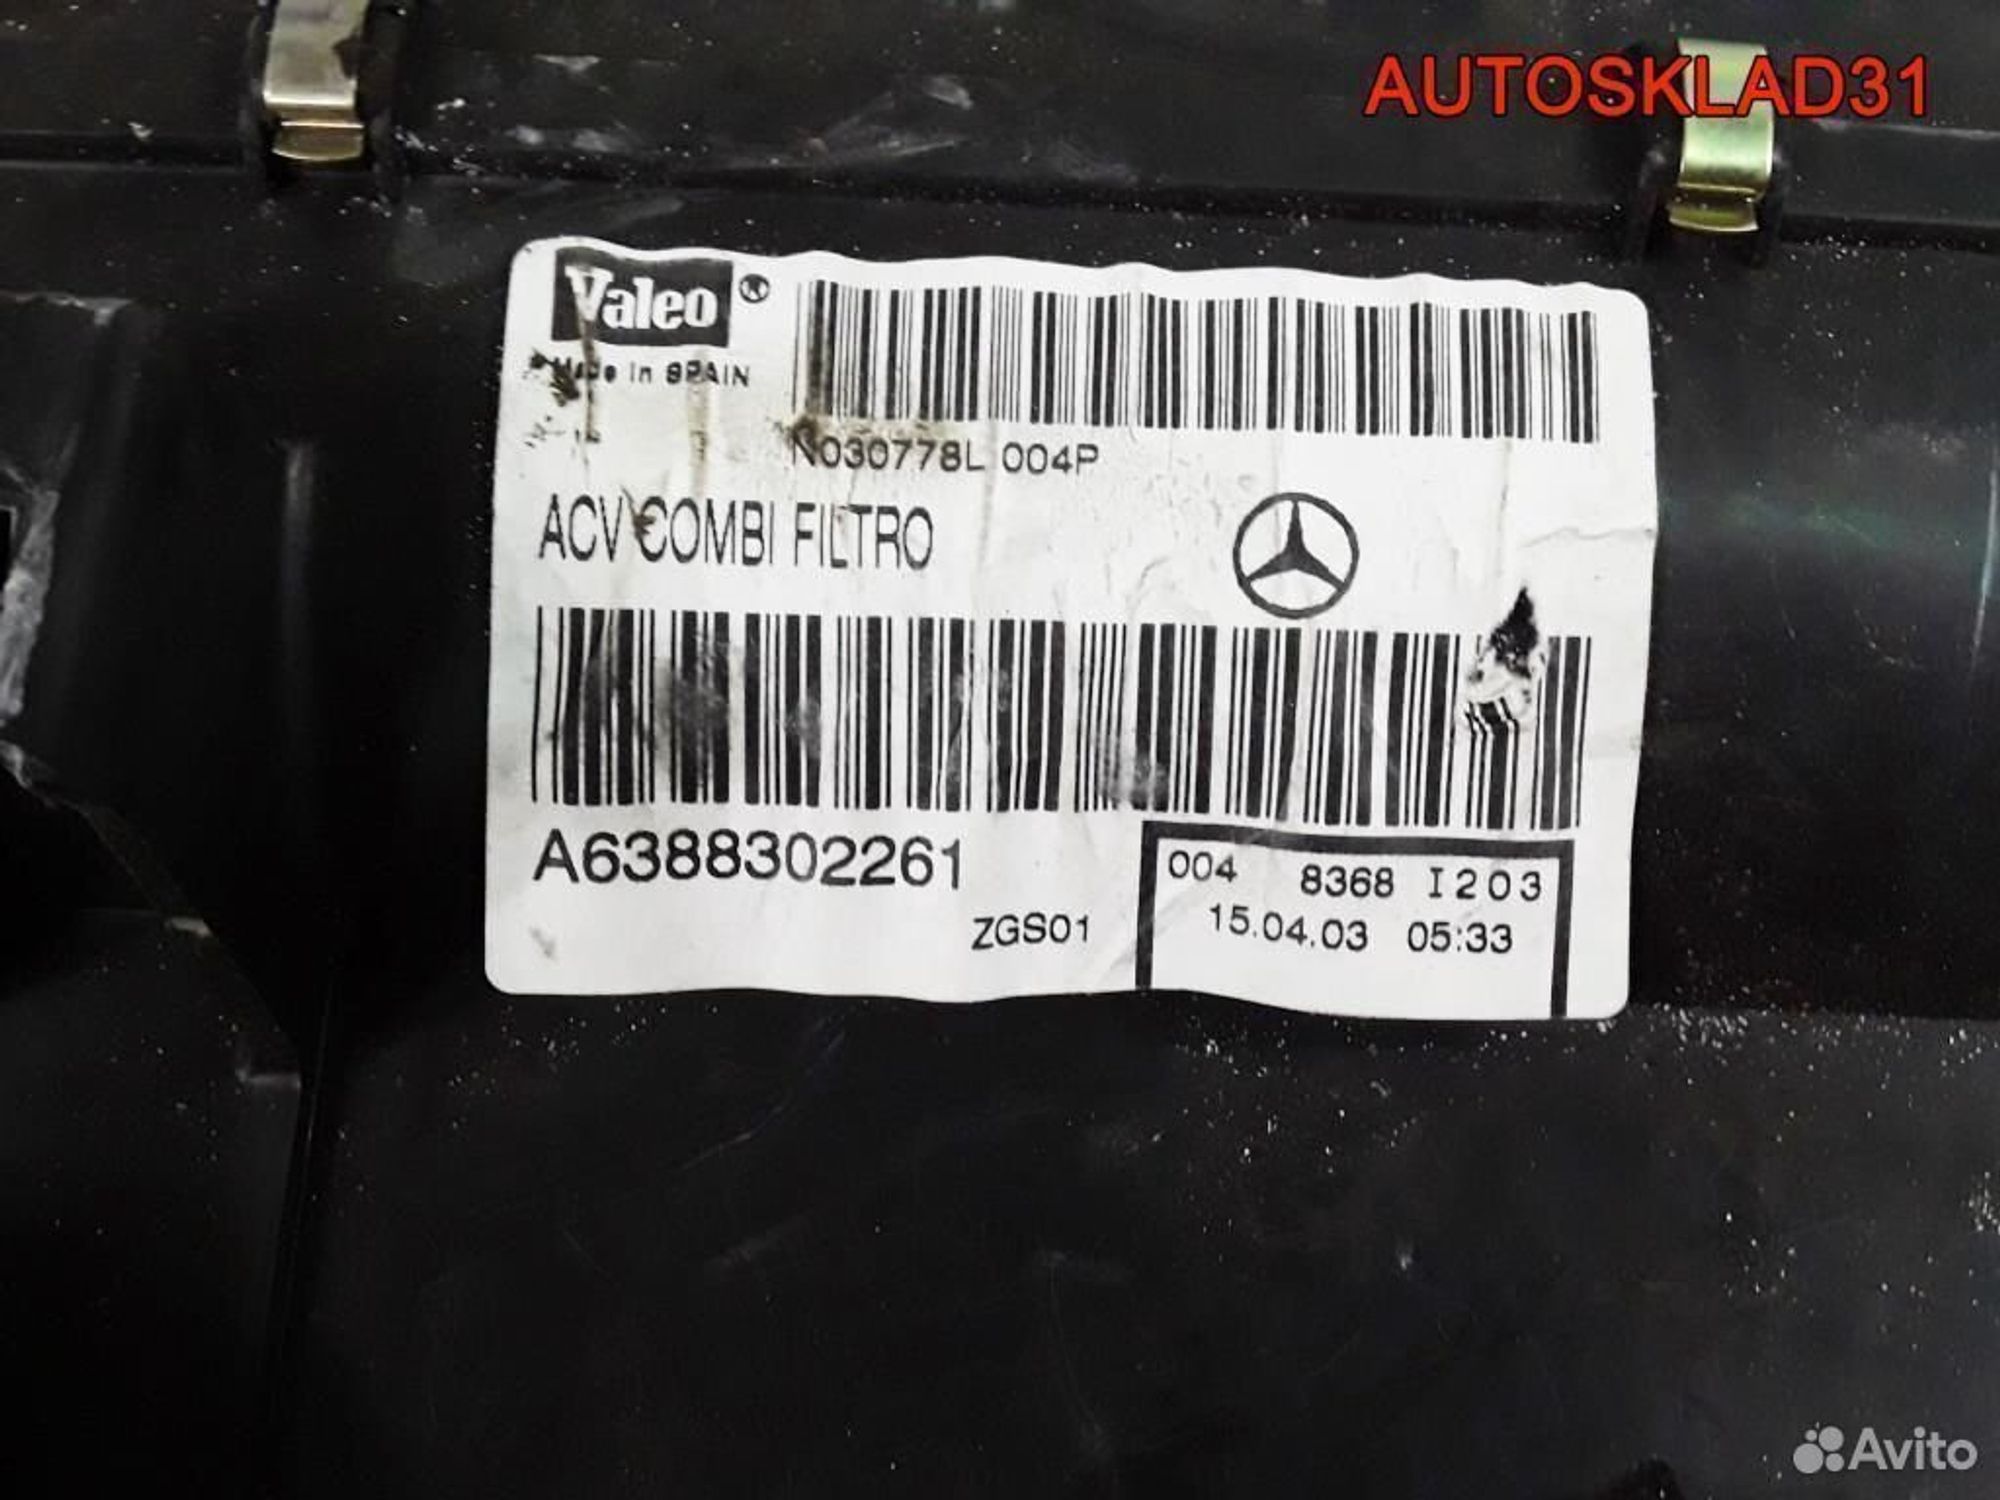 AUTOSKLAD31
Valeo ®
Made in SPAIN
N030778L 004P
ACV COMBI FILTRO
A6388302261
004 8368 I203
ZGS01
15.04.03 05:33
Avito